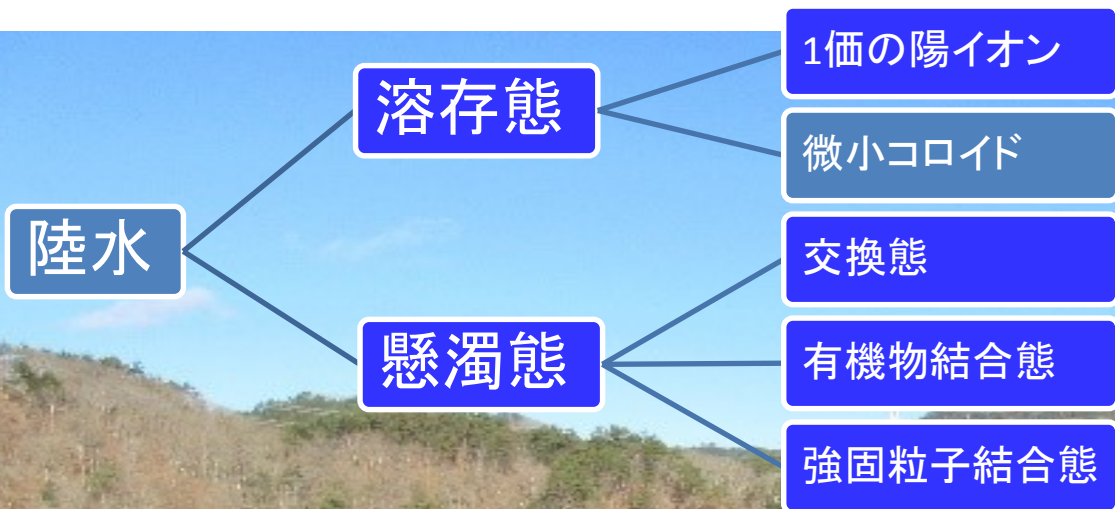 1価の陽イオン
溶存態
微小コロイド
陸水
交換態
懸濁態
有機物結合態
強固粒子結合態